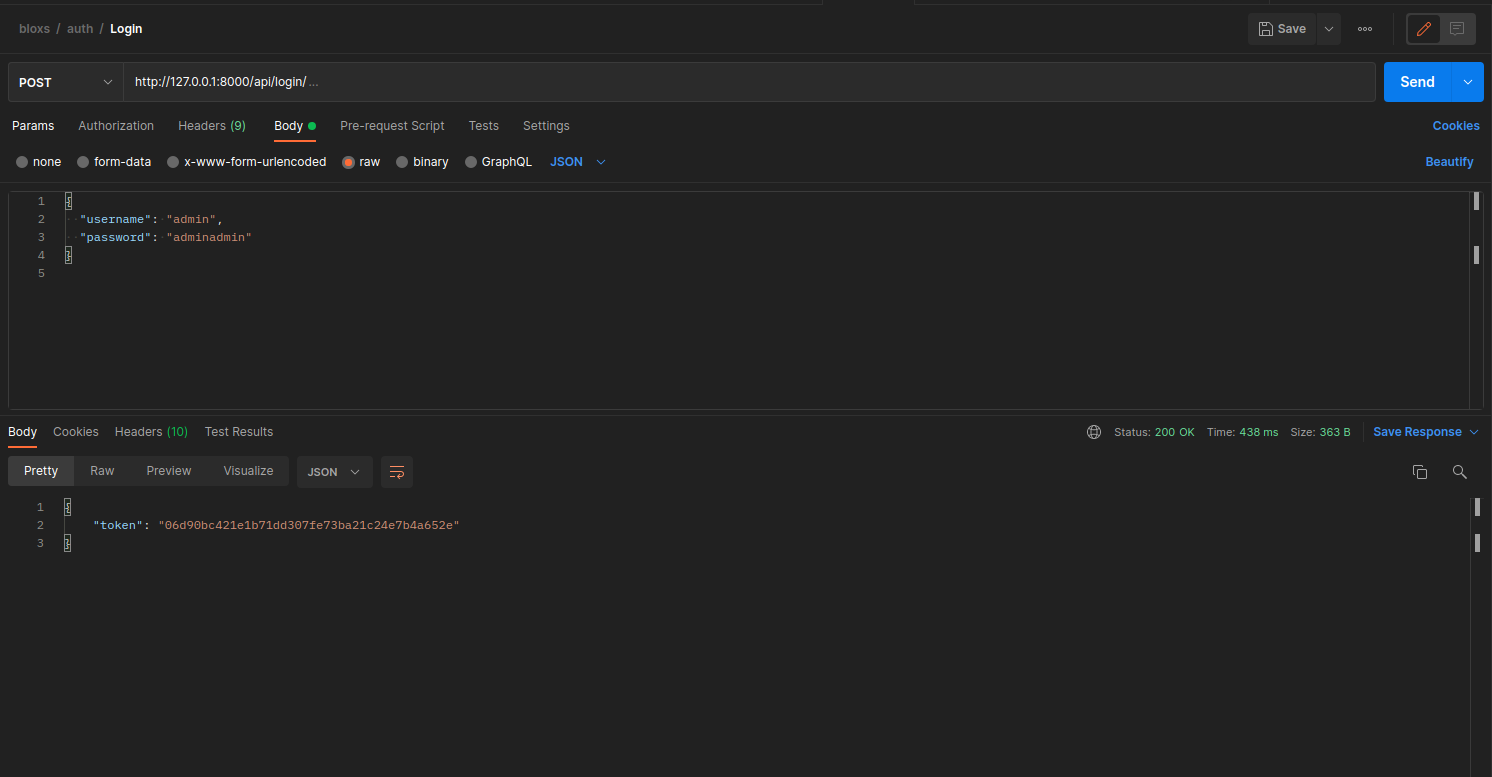 bloxs / auth / Login
Save
POST
http://127.0.0.1:8000/api/login/ ...
Send
Params Authorization Headers (9) Body Pre-request Script Tests Settings Cookies
none form-data x-www-form-urlencoded raw binary GraphQL JSON Beautify
1 {
2 "username": "admin",
3 "password": "adminadmin"
4 }
5
Body Cookies Headers (10) Test Results Status: 200 OK Time: 438 ms Size: 363 B Save Response
Pretty Raw Preview Visualize JSON
1 {
2 "token": "06d90bc421e1b71dd307fe73ba21c24e7b4a652e"
3 }